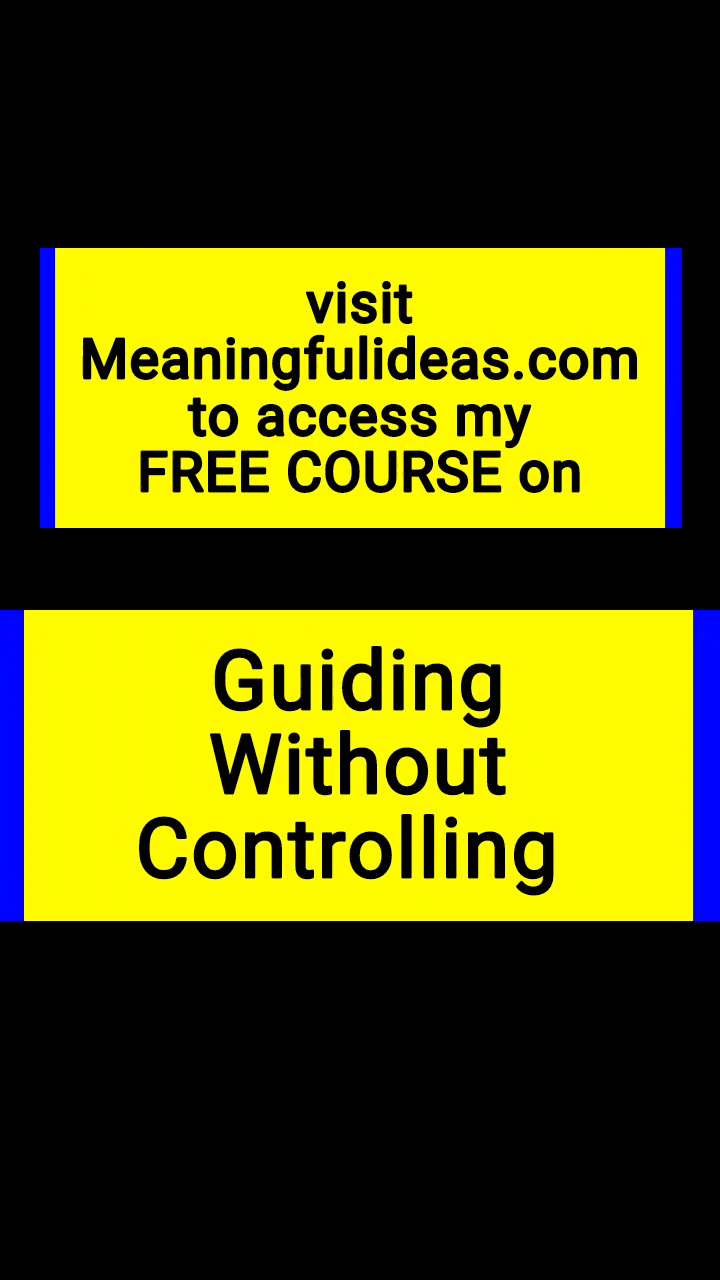 visit
Meaningfulideas.com
to access my
FREE COURSE on
Guiding
Without
Controlling